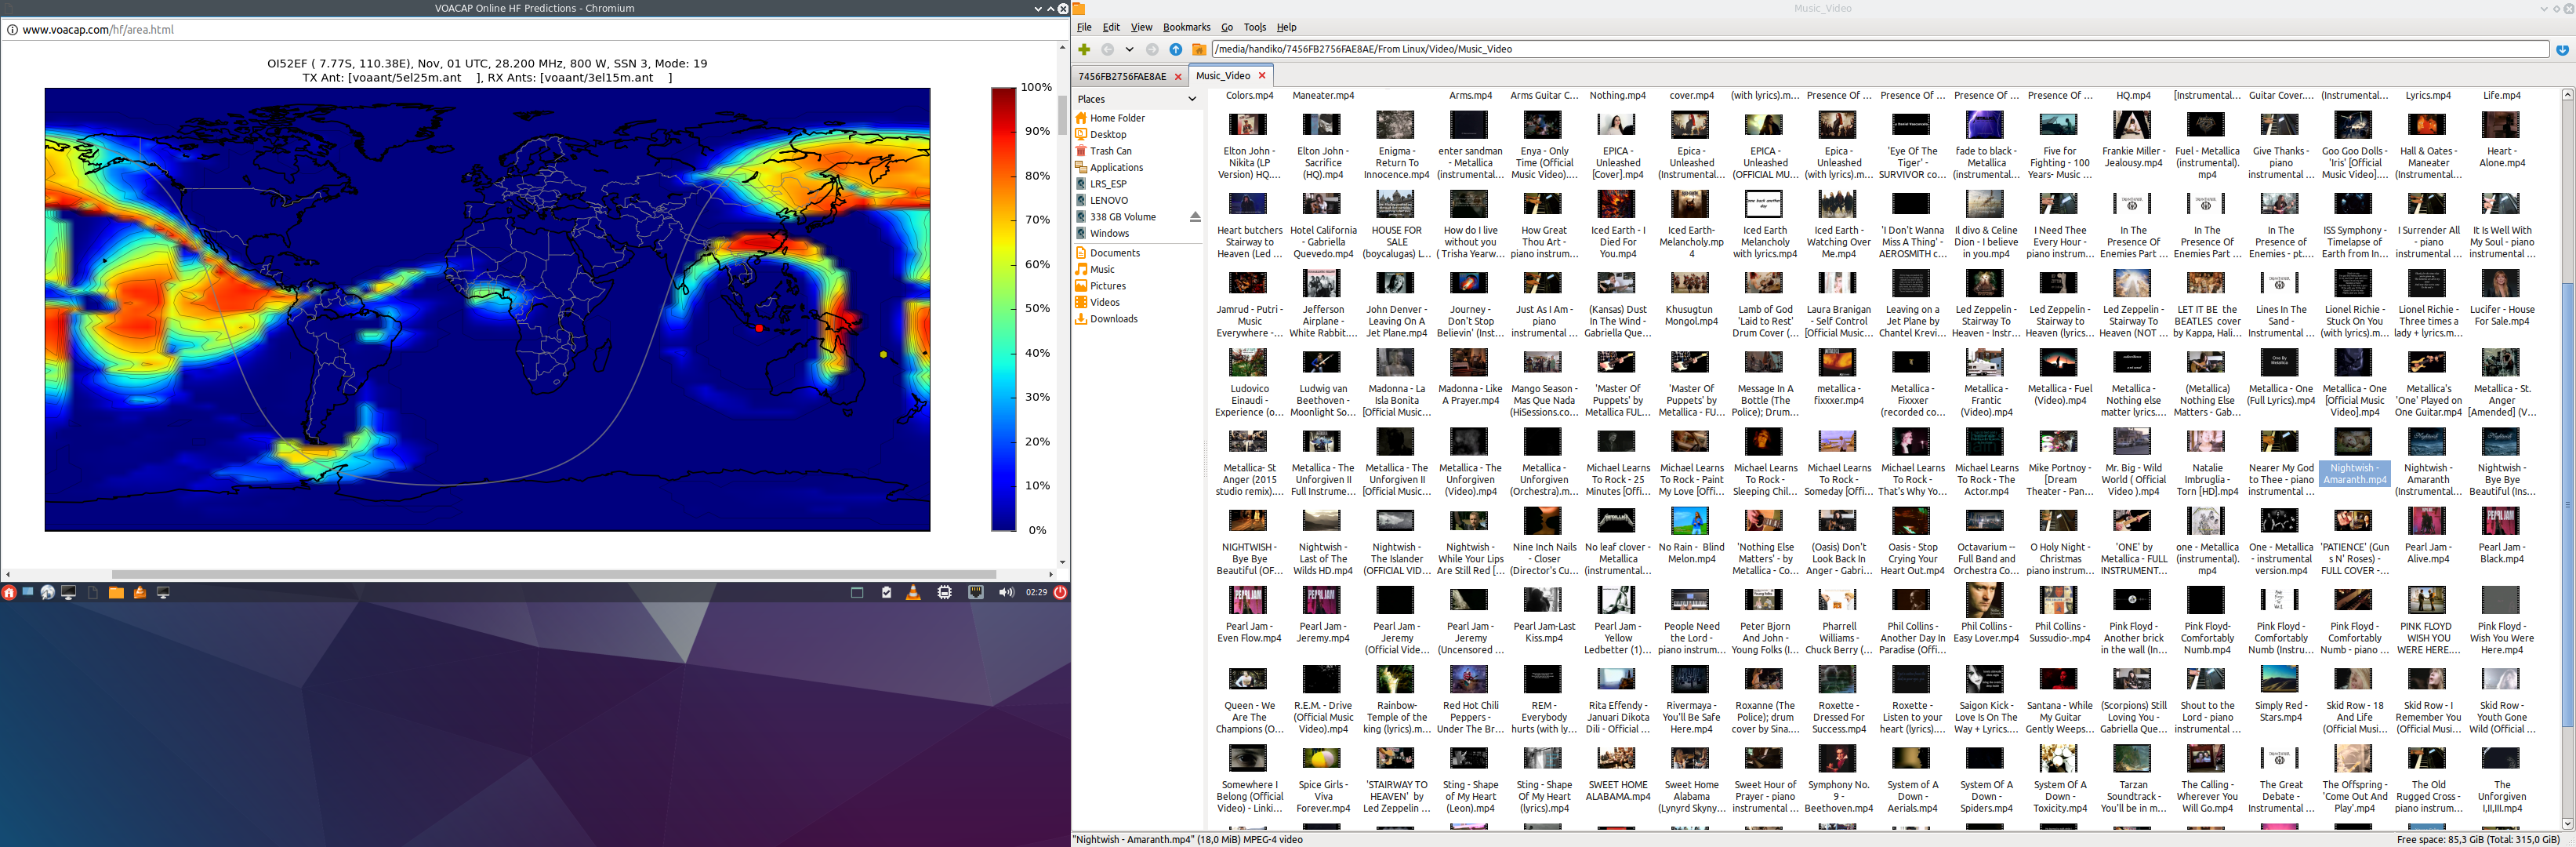 VOACAP Online HF Predictions - Chromium
www.voacap.com/hf/area.html
OI52EF ( 7.77S, 110.38E), Nov, 01 UTC, 28.200 MHz, 800 W, SSN 3, Mode: 19
TX Ant: [voaant/5el25m.ant ], RX Ants: [voaant/3el15m.ant ]
100%
90%
80%
70%
60%
50%
40%
30%
20%
10%
0%
02:29
Music_Video
File Edit View Bookmarks Go Tools Help
/media/handiko/7456FB2756FAE8AE/From Linux/Video/Music_Video
7456FB2756FAE8AE Music_Video
Places
Home Folder
Desktop
Trash Can
Applications
LRS_ESP
LENOVO
338 GB Volume
Windows
Documents
Music
Pictures
Videos
Downloads
Colors.mp4 Maneater.mp4 Arms.mp4 Arms Guitar C... Nothing.mp4 cover.mp4 (with lyrics).m... Presence Of ... Presence Of ... Presence Of ... Presence Of ... HQ.mp4 [Instrumental... Guitar Cover.... (Instrumental... Lyrics.mp4 Life.mp4
Elton John - Elton John - Enigma - enter sandman Enya - Only EPICA - Epica - EPICA - Epica - 'Eye Of The fade to black - Five for Frankie Miller - Fuel - Metallica Give Thanks - Goo Goo Dolls - Hall & Oates - Heart -
Nikita (LP Sacrifice Return To - Metallica Time (Official Unleashed Unleashed Unleashed Unleashed Tiger' - Metallica Fighting - 100 Jealousy.mp4 (instrumental). piano 'Iris' [Official Maneater Alone.mp4
Version) HQ.... (HQ).mp4 Innocence.mp4 (instrumental... Music Video).... [Cover].mp4 (Instrumental... (OFFICIAL MU... (with lyrics).m... SURVIVOR co... (instrumental... Years- Music ... mp4 instrumental ... Music Video].... (Instrumental...
Heart butchers Hotel California HOUSE FOR How do I live How Great Iced Earth - I Iced Earth- Iced Earth Iced Earth - 'I Don't Wanna Il divo & Celine I Need Thee In The In The In The ISS Symphony - I Surrender All It Is Well With
Stairway to - Gabriella SALE without you Thou Art - Died For Melancholy.mp Melancholy Watching Over Miss A Thing' - Dion - I believe Every Hour - Presence Of Presence Of Presence of Timelapse of - piano My Soul - piano
Heaven (Led ... Quevedo.mp4 (boycalugas) L... ( Trisha Yearw... piano instrum... You.mp4 4 with lyrics.mp4 Me.mp4 AEROSMITH c... in you.mp4 piano instrum... Enemies Part ... Enemies Part ... Enemies - pt.... Earth from In... instrumental ... instrumental ...
Jamrud - Putri - Jefferson John Denver - Journey - Just As I Am - (Kansas) Dust Khusugtun Lamb of God Laura Branigan Leaving on a Led Zeppelin - Led Zeppelin - Led Zeppelin - LET IT BE the Lines In The Lionel Richie - Lionel Richie - Lucifer - House
Music Airplane - Leaving On A Don't Stop piano In The Wind - Mongol.mp4 'Laid to Rest' - Self Control Jet Plane by Stairway To Stairway to Stairway To BEATLES cover Sand - Stuck On You Three times a For Sale.mp4
Everywhere -... White Rabbit.... Jet Plane.mp4 Believin' (Inst... instrumental ... Gabriella Que... Drum Cover (... [Official Music... Chantel Krevi... Heaven - Instr... Heaven (lyrics... Heaven (NOT ... by Kappa, Hali... Instrumental ... (with lyrics).m... lady + lyrics.m...
Ludovico Ludwig van Madonna - La Madonna - Like Mango Season - 'Master Of 'Master Of Message In A metallica - Metallica - Metallica - Metallica - Fuel Metallica - (Metallica) Metallica - One Metallica - One Metallica's Metallica - St.
Einaudi - Beethoven - Isla Bonita A Prayer.mp4 Mas Que Nada Puppets' by Puppets' by Bottle (The fixxxer.mp4 Fixxxer Frantic (Video).mp4 Nothing else Nothing Else (Full Lyrics).mp4 [Official Music 'One' Played on Anger
Experience (o... Moonlight So... [Official Music... (HiSessions.co... Metallica FUL... Metallica - FU... Police); Drum... (recorded co... (Video).mp4 matter lyrics.... Matters - Gab... Video].mp4 One Guitar.mp4 [Amended] (V...
Metallica- St Metallica - The Metallica - The Metallica - The Metallica - Michael Learns Michael Learns Michael Learns Michael Learns Michael Learns Michael Learns Mike Portnoy - Mr. Big - Wild Natalie Nearer My God Nightwish - Nightwish - Nightwish -
Anger (2015 Unforgiven II Unforgiven II Unforgiven Unforgiven To Rock - 25 To Rock - Paint To Rock - To Rock - To Rock - To Rock - The [Dream World ( Official Imbruglia - to Thee - piano Amaranth.mp4 Amaranth Bye Bye
studio remix).... Full Instrume... [Official Music... (Video).mp4 (Orchestra).m... Minutes [Offi... My Love [Offi... Sleeping Chil... Someday [Offi... That's Why Yo... Actor.mp4 Theater - Pan... Video ).mp4 Torn [HD].mp4 instrumental ... (Instrumental... Beautiful (Ins...
NIGHTWISH - Nightwish - Nightwish - Nightwish - Nine Inch Nails No leaf clover - No Rain - Blind 'Nothing Else (Oasis) Don't Oasis - Stop Octavarium -- O Holy Night - 'ONE' by one - Metallica One - Metallica 'PATIENCE' (Gun Pearl Jam - Pearl Jam -
Bye Bye Last of The The Islander While Your Lips - Closer Metallica Melon.mp4 Matters' - by Look Back In Crying Your Full Band and Christmas Metallica - FULL (instrumental). - instrumental s N' Roses) - Alive.mp4 Black.mp4
Beautiful (OF... Wilds HD.mp4 (OFFICIAL VID... Are Still Red [... (Director's Cu... (instrumental... Metallica - Co... Anger - Gabri... Heart Out.mp4 Orchestra Co... piano instrum... INSTRUMENT... mp4 version.mp4 FULL COVER -...
Pearl Jam - Pearl Jam - Pearl Jam - Pearl Jam - Pearl Jam-Last Pearl Jam - People Need Peter Bjorn Pharrell Phil Collins - Phil Collins - Phil Collins - Pink Floyd - Pink Floyd- Pink Floyd - Pink Floyd - PINK FLOYD Pink Floyd -
Even Flow.mp4 Jeremy.mp4 Jeremy Jeremy Kiss.mp4 Yellow the Lord - And John - Williams - Another Day In Easy Lover.mp4 Sussudio-.mp4 Another brick Comfortably Comfortably Comfortably WISH YOU Wish You Were
(Official Vide... (Uncensored ... Ledbetter (1).... piano instrum... Young Folks (I... Chuck Berry (... Paradise (Offi... in the wall (In... Numb.mp4 Numb (Instru... Numb - piano ... WERE HERE.... Here.mp4
Queen - We R.E.M. - Drive Rainbow- Red Hot Chili REM - Rita Effendy - Rivermaya - Roxanne (The Roxette - Roxette - Saigon Kick - Santana - While (Scorpions) Still Shout to the Simply Red - Skid Row - 18 Skid Row - I Skid Row -
Are The (Official Music Temple of the Peppers - Everybody Januari Dikota You'll Be Safe Police); drum Dressed For Listen to your Love Is On The My Guitar Loving You - Lord - piano Stars.mp4 And Life Remember You Youth Gone
Champions (O... Video).mp4 king (lyrics).m... Under The Br... hurts (with ly... Dili - Official ... Here.mp4 cover by Sina.... Success.mp4 heart (lyrics).... Way + Lyrics.... Gently Weeps... Gabriella Que... instrumental ... (Official Musi... (Official Musi... Wild (Official ...
Somewhere I Spice Girls - 'STAIRWAY TO Sting - Shape Sting - Shape SWEET HOME Sweet Home Sweet Hour of Symphony No. System of A System Of A System Of A Tarzan The Calling - The Great The Offspring - The Old The
Belong (Official Viva HEAVEN' by of My Heart Of My Heart ALABAMA.mp4 Alabama Prayer - piano 9 - Down - Down - Down - Soundtrack - Wherever You Debate - 'Come Out And Rugged Cross - Unforgiven
Video) - Linki... Forever.mp4 Led Zeppelin ... (Leon).mp4 (lyrics).mp4 (Lynyrd Skyny... instrumental ... Beethoven.mp4 Aerials.mp4 Spiders.mp4 Toxicity.mp4 You'll be in m... Will Go.mp4 Instrumental ... Play'.mp4 piano instrum... I,II,III.mp4
"Nightwish - Amaranth.mp4" (18,0 MiB) MPEG-4 video Free space: 85,3 GiB (Total: 315,0 GiB)